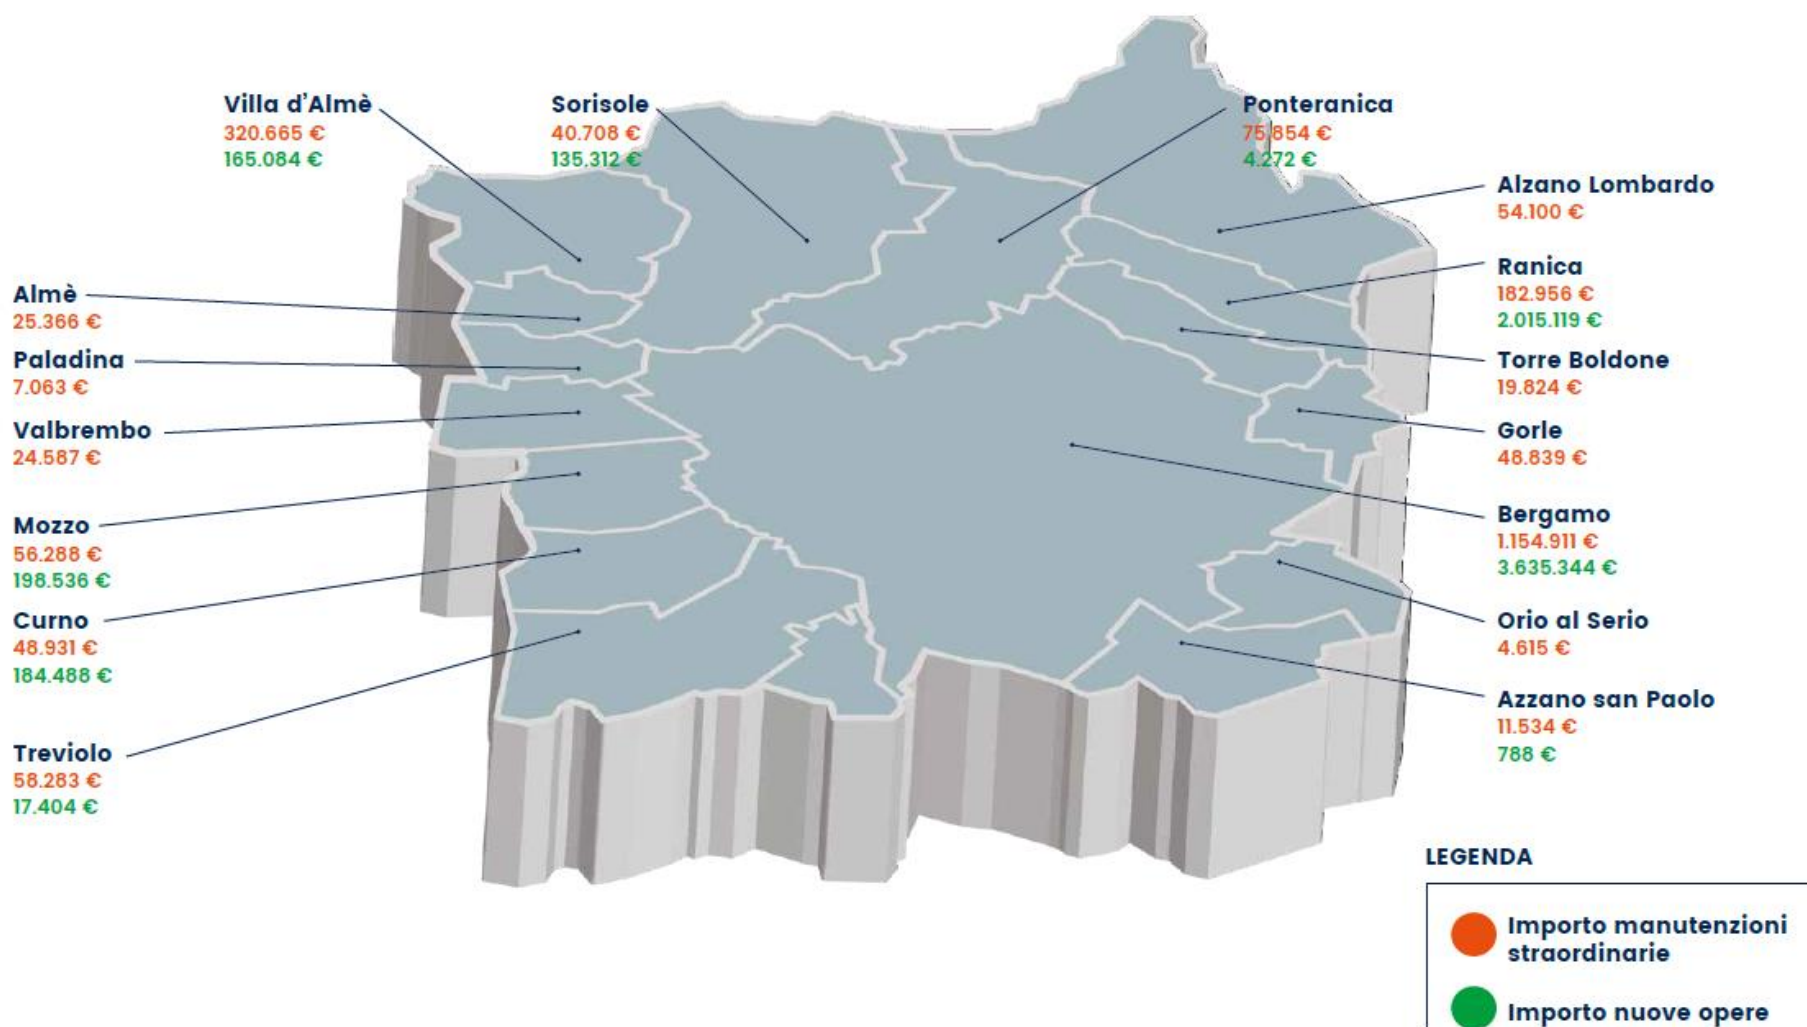 Villa d'Almè
320.665 €
165.084 €
Sorisole
40.708 €
135.312 €
Ponteranica
75.854 €
4.272 €
Alzano Lombardo
54.100 €
Ranica
182.956 €
2.015.119 €
Torre Boldone
19.824 €
Gorle
48.839 €
Bergamo
1.154.911 €
3.635.344 €
Orio al Serio
4.615 €
Azzano san Paolo
11.534 €
788 €
Almè
25.366 €
Paladina
7.063 €
Valbrembo
24.587 €
Mozzo
56.288 €
198.536 €
Curno
48.931 €
184.488 €
Treviolo
58.283 €
17.404 €
LEGENDA
Importo manutenzioni
straordinarie
Importo nuove opere